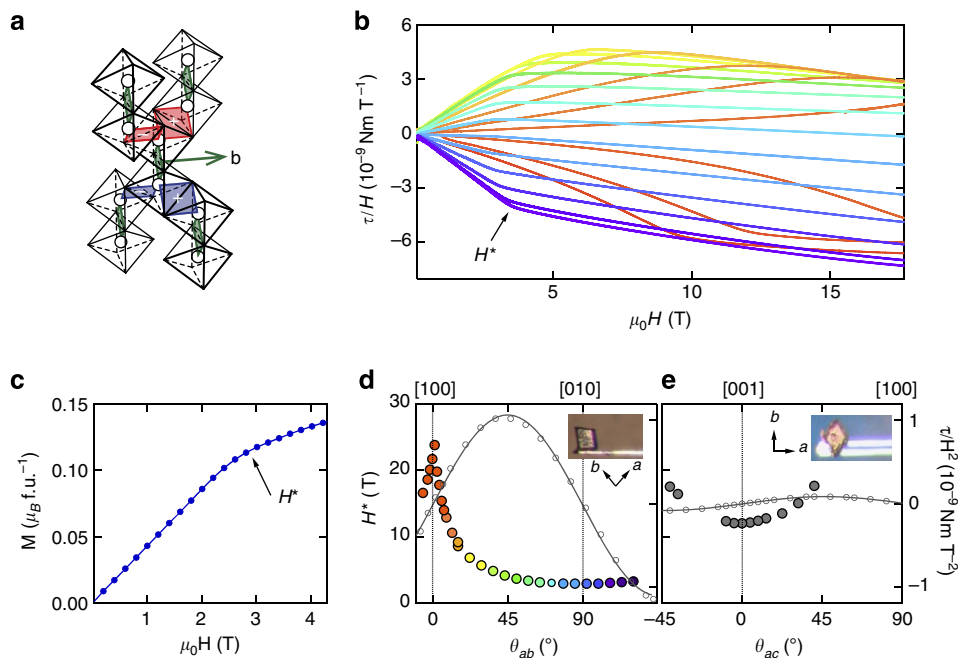 a
b
b
6
3
0
−3
−6
τ/H (10⁻⁹ Nm T⁻¹)
H*
5
10
15
μ₀H (T)
c
0.15
0.10
0.05
0.00
M (μB f.u.⁻¹)
H*
1
2
3
4
μ₀H (T)
d
[100]
[010]
30
20
10
0
H* (T)
b
a
0
45
90
θab (°)
e
[001]
[100]
b
a
1
0
−1
τ/H² (10⁻⁹ Nm T⁻²)
−45
0
45
90
θac (°)